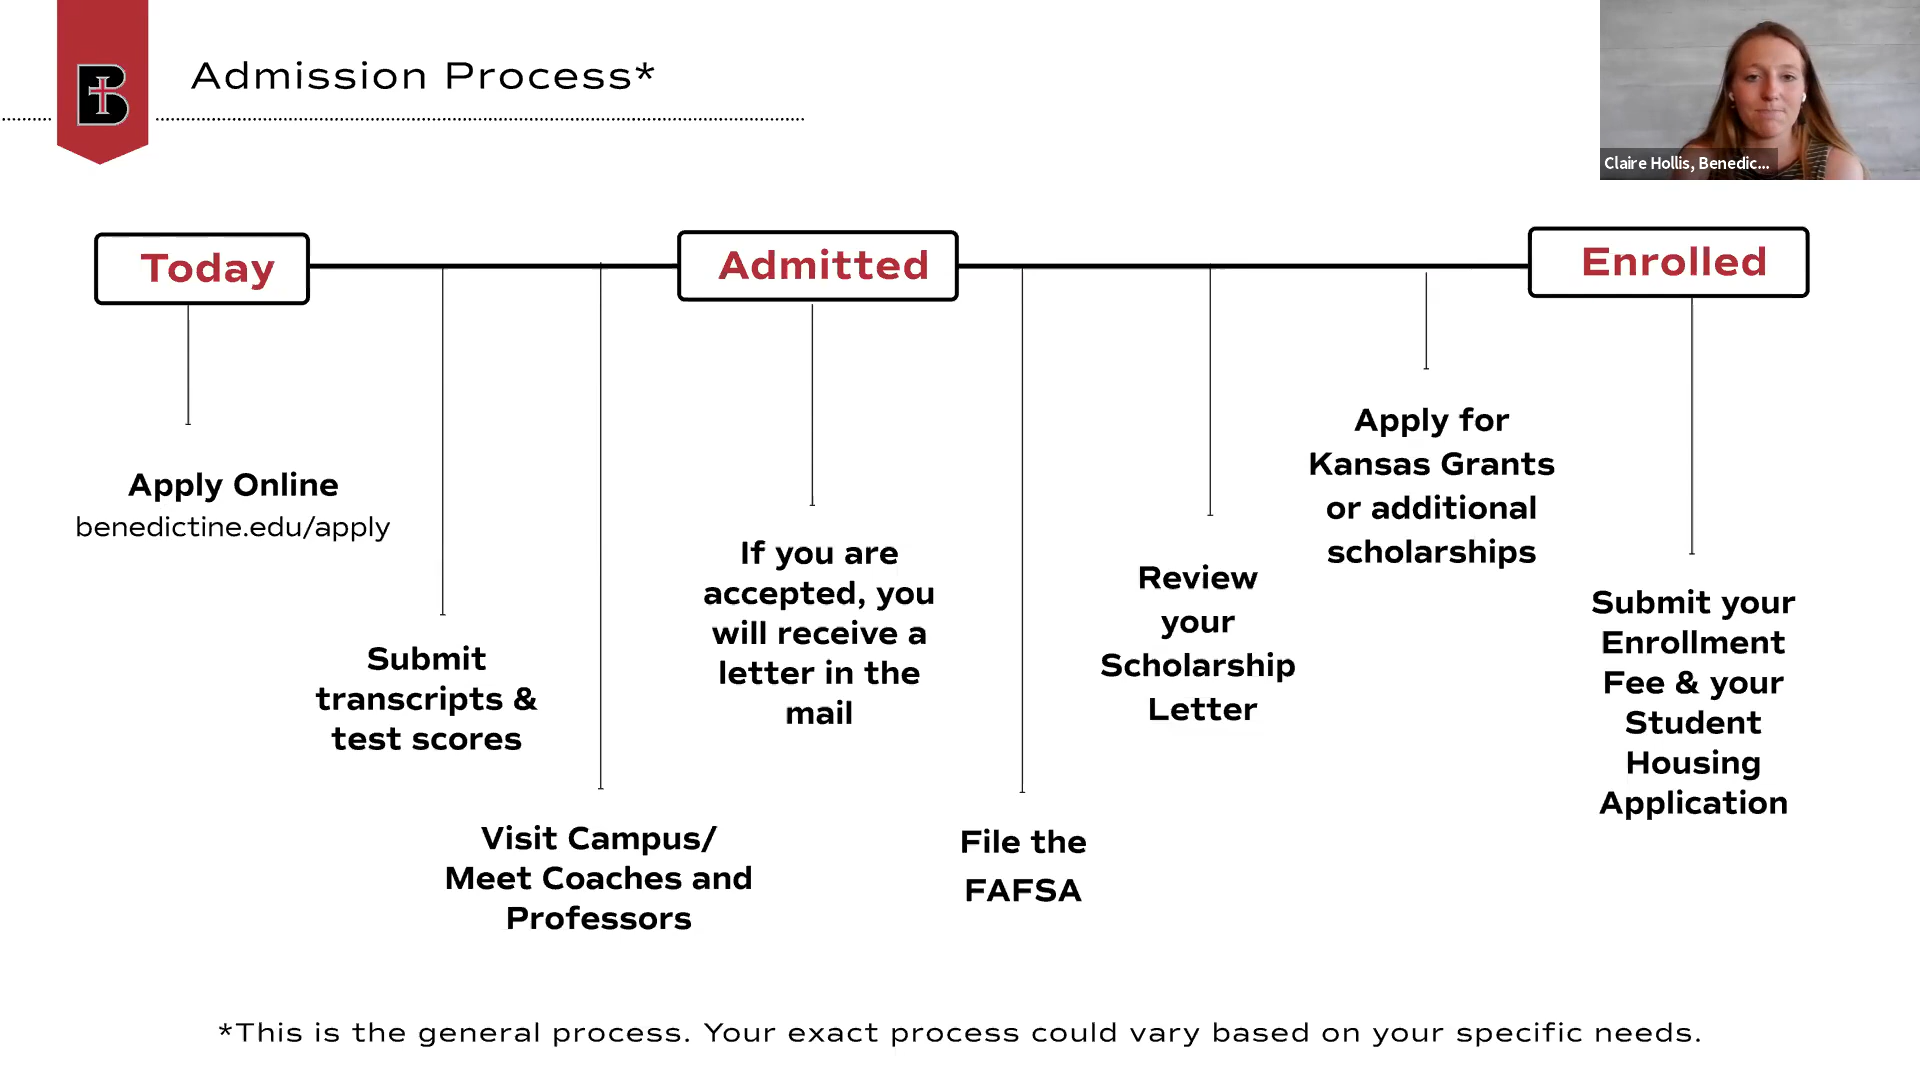 Admission Process*
Claire Hollis, Benedic...
Today
Admitted
Enrolled
Apply Online
benedictine.edu/apply
Submit
transcripts &
test scores
Visit Campus/
Meet Coaches and
Professors
If you are
accepted, you
will receive a
letter in the
mail
File the
FAFSA
Review
your
Scholarship
Letter
Apply for
Kansas Grants
or additional
scholarships
Submit your
Enrollment
Fee & your
Student
Housing
Application
*This is the general process. Your exact process could vary based on your specific needs.